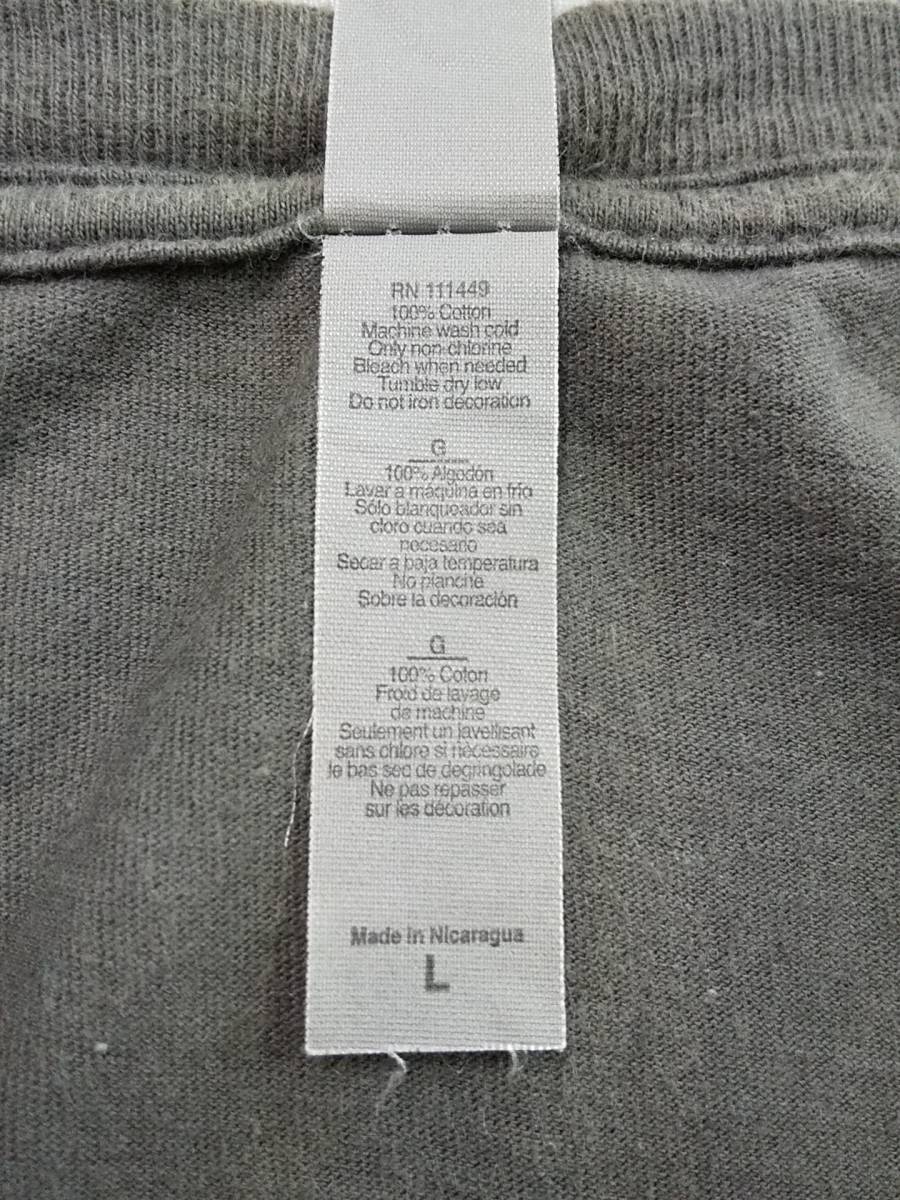 RN 111449
100% Cotton
Machine wash cold
Only non-chlorine
Bleach when needed
Tumble dry low
Do not iron decoration
G
100% Algodón
Lavar a maquina en fria
Sólo blanqueador sin
cloro cuando sea
necesario
Secar a baja temperatura
No planche
Sobre la decoración
G
100% Coton
Froid de lavage
de machine
Seulement un javellisant
sans chlore si nécessaire
le bas sec de degringolade
Ne pas repasser
sur les décoration
Made in Nicaragua
L